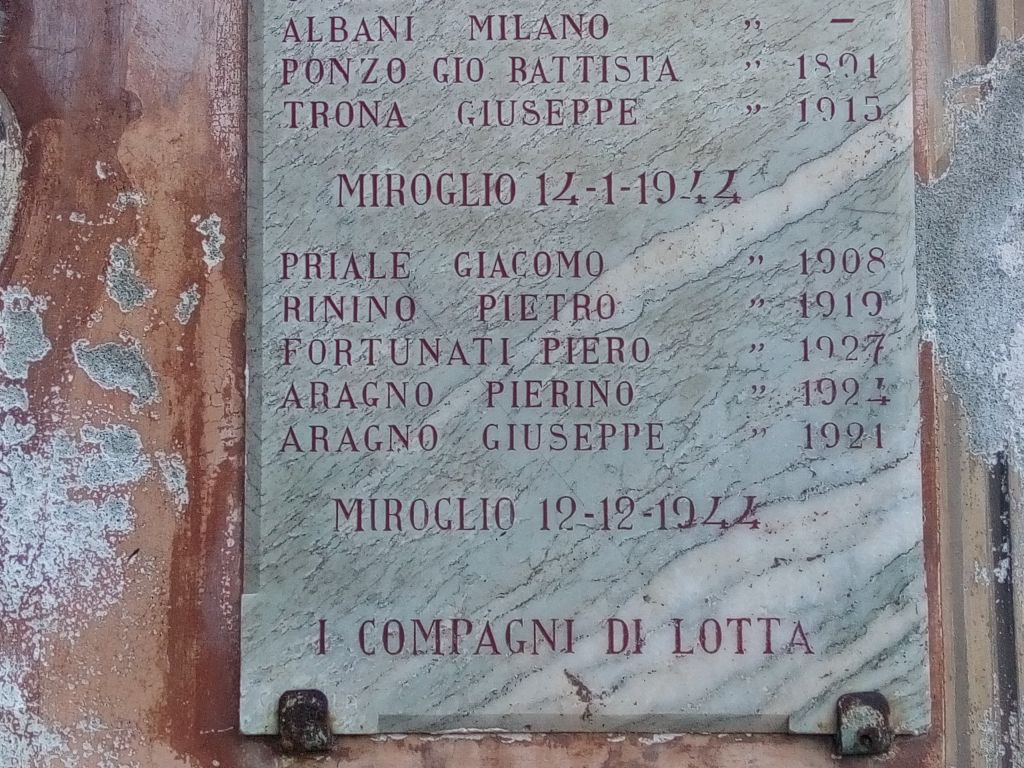 ALBANI MILANO ” –
PONZO GIO BATTISTA ” 1891
TRONA GIUSEPPE ” 1915
MIROGLIO 14-1-1944
PRIALE GIACOMO ” 1908
RININO PIETRO ” 1919
FORTUNATI PIERO ” 1927
ARAGNO PIERINO ” 1924
ARAGNO GIUSEPPE ” 1921
MIROGLIO 12-12-1944
I COMPAGNI DI LOTTA